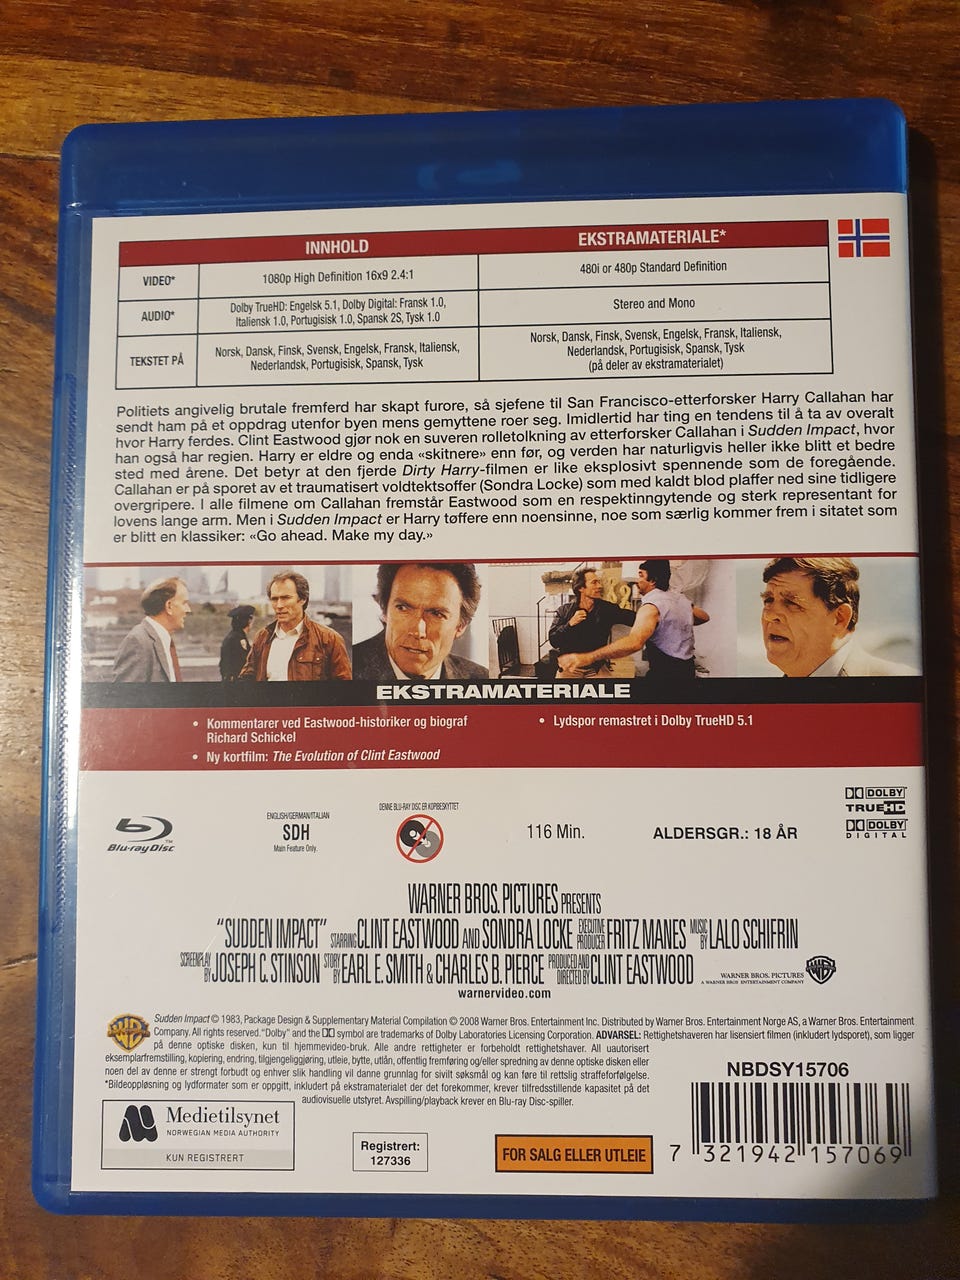 INNHOLD EKSTRAMATERIALE*
VIDEO* 1080p High Definition 16x9 2.4:1 480i or 480p Standard Definition
AUDIO* Dolby TrueHD: Engelsk 5.1, Dolby Digital: Fransk 1.0,
Italiensk 1.0, Portugisisk 1.0, Spansk 2S, Tysk 1.0
Stereo and Mono
TEKSTET PÅ Norsk, Dansk, Finsk, Svensk, Engelsk, Fransk, Italiensk,
Nederlandsk, Portugisisk, Spansk, Tysk
Norsk, Dansk, Finsk, Svensk, Engelsk, Fransk, Italiensk,
Nederlandsk, Portugisisk, Spansk, Tysk
(på deler av ekstramaterialet)
Politiets angivelig brutale fremferd har skapt furore, så sjefene til San Francisco-etterforsker Harry Callahan har
sendt ham på et oppdrag utenfor byen mens gemyttene roer seg. Imidlertid har ting en tendens til å ta av overalt
hvor Harry ferdes. Clint Eastwood gjør nok en suveren rolletolkning av etterforsker Callahan i Sudden Impact, hvor
han også har regien. Harry er eldre og enda «skitnere» enn før, og verden har naturligvis heller ikke blitt et bedre
sted med årene. Det betyr at den fjerde Dirty Harry-filmen er like eksplosivt spennende som de foregående.
Callahan er på sporet av et traumatisert voldtektsoffer (Sondra Locke) som med kaldt blod plaffer ned sine tidligere
overgripere. I alle filmene om Callahan fremstår Eastwood som en respektinngytende og sterk representant for
lovens lange arm. Men i Sudden Impact er Harry tøffere enn noensinne, noe som særlig kommer frem i sitatet som
er blitt en klassiker: «Go ahead. Make my day.»
EKSTRAMATERIALE
• Kommentarer ved Eastwood-historiker og biograf
Richard Schickel
• Ny kortfilm: The Evolution of Clint Eastwood
• Lydspor remastret i Dolby TrueHD 5.1
Blu-ray Disc™
ENGLISH/GERMAN/ITALIAN
SDH
Main Feature Only.
DENNE BLU-RAY DISC ER KOPIBESKYTTET
116 Min.
ALDERSGR.: 18 ÅR
DOLBY
TRUEHD
DOLBY
DIGITAL
WARNER BROS. PICTURES PRESENTS
"SUDDEN IMPACT" STARRING CLINT EASTWOOD AND SONDRA LOCKE EXECUTIVE PRODUCER FRITZ MANES MUSIC BY LALO SCHIFRIN
SCREENPLAY BY JOSEPH C. STINSON STORY BY EARL E. SMITH & CHARLES B. PIERCE PRODUCED AND DIRECTED BY CLINT EASTWOOD
WARNER BROS. PICTURES
A WARNER BROS. ENTERTAINMENT COMPANY
warnervideo.com
Sudden Impact © 1983, Package Design & Supplementary Material Compilation © 2008 Warner Bros. Entertainment Inc. Distributed by Warner Bros. Entertainment Norge AS, a Warner Bros. Entertainment
Company. All rights reserved. "Dolby" and the symbol are trademarks of Dolby Laboratories Licensing Corporation. ADVARSEL: Rettighetshaveren har lisensiert filmen (inkludert lydsporet), som ligger
på denne optiske disken, kun til hjemmevideo-bruk. Alle andre rettigheter er forbeholdt rettighetshaver. All uautorisert
eksemplarfremstilling, kopiering, endring, tilgjengeliggjøring, utleie, bytte, utlån, offentlig fremføring og/eller spredning av denne optiske disken eller
noen del av denne er strengt forbudt og enhver slik handling vil danne grunnlag for sivilt søksmål og kan føre til rettslig straffeforfølgelse.
*Bildeoppløsning og lydformater som er oppgitt, inkludert på ekstramaterialet der det forekommer, krever tilfredsstillende kapasitet på det
audiovisuelle utstyret. Avspilling/playback krever en Blu-ray Disc-spiller.
NBDSY15706
Medietilsynet
NORWEGIAN MEDIA AUTHORITY
KUN REGISTRERT
Registrert:
127336
FOR SALG ELLER UTLEIE
7 321942 157069